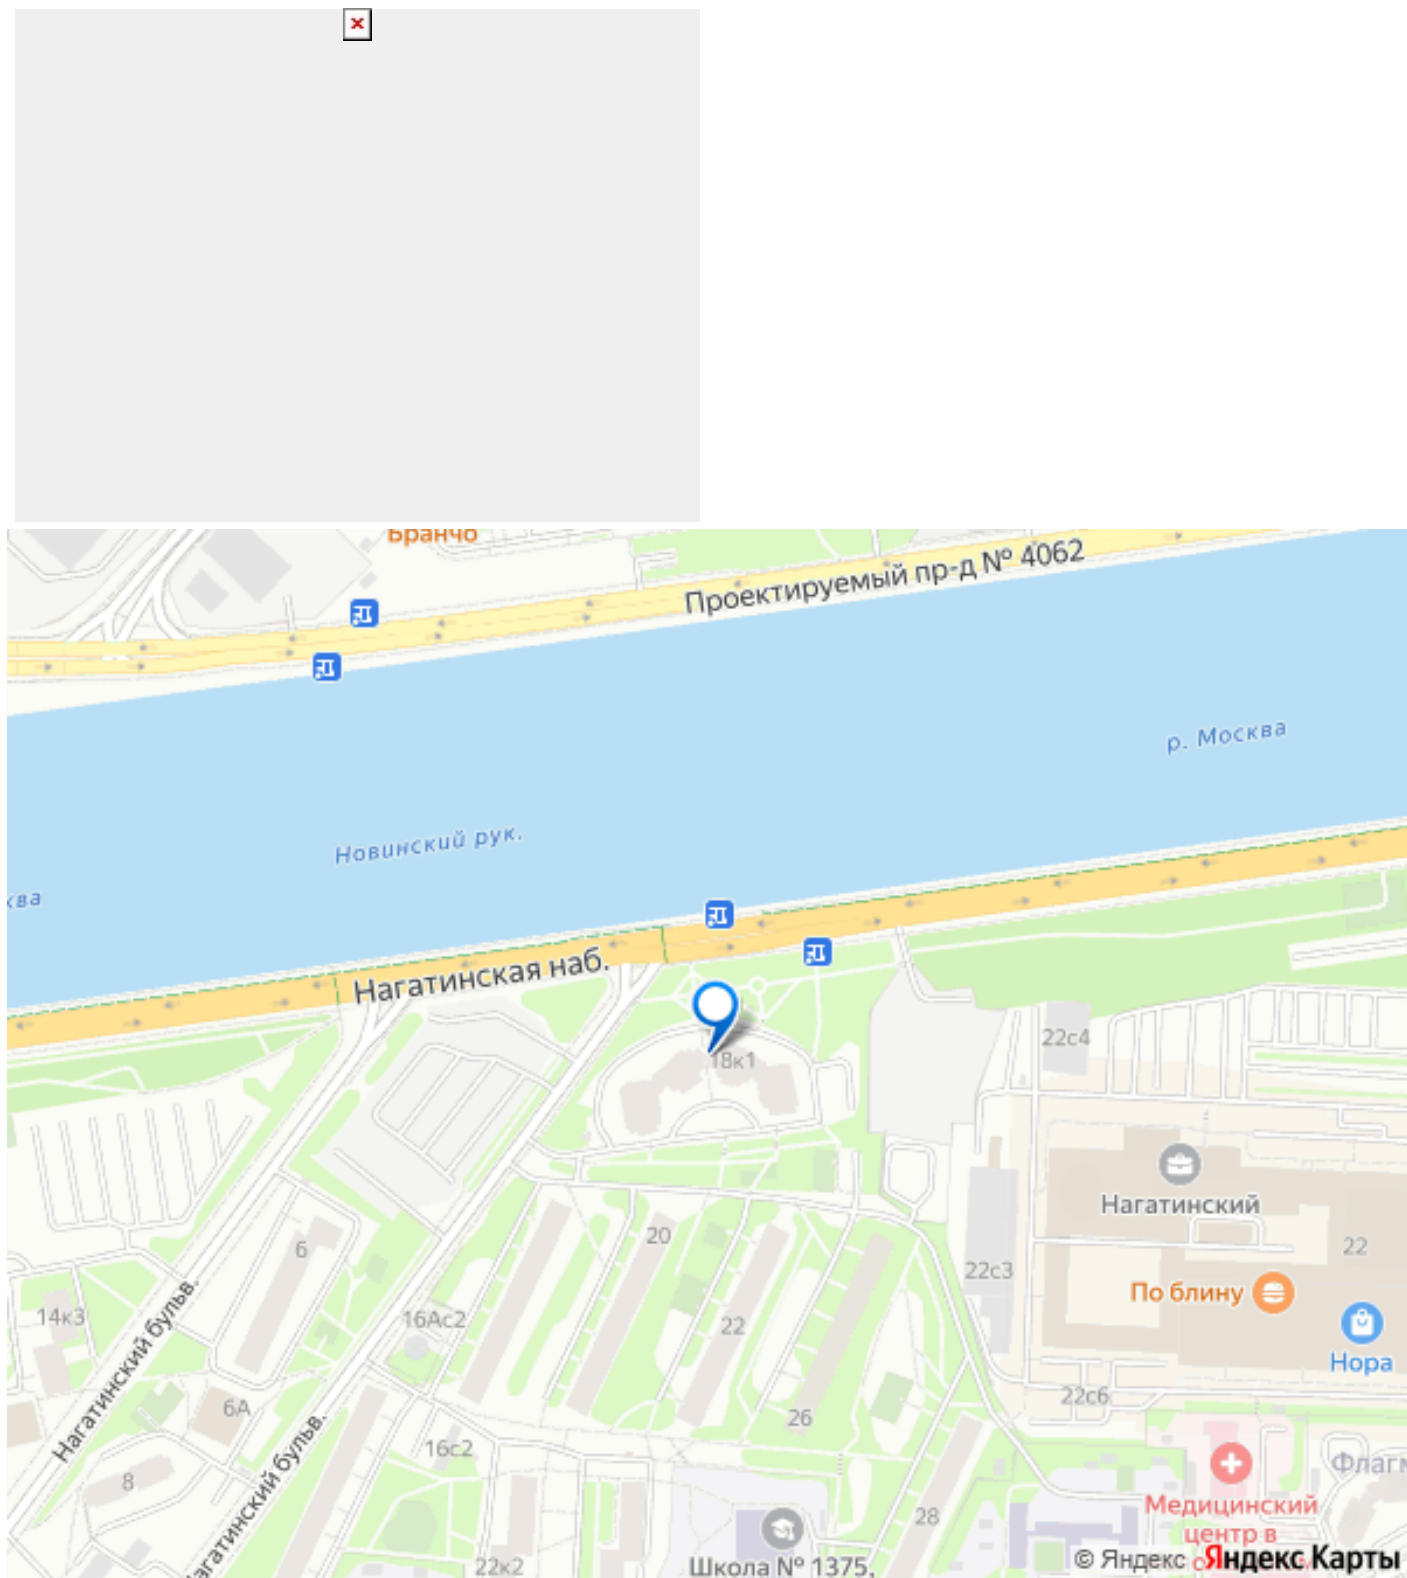 Бранчо
Проектируемый пр-д № 4062
р. Москва
Новинский рук.
ква
Нагатинская наб.
18к1
22с4
Нагатинский
22
20
6
22с3
По блину
14к3
16Ас2
22
Нора
Нагатинский бульв.
22с6
6А
26
16с2
8
Нагатинский бульв.
Флагм
Медицинский
центр в
28
22к2
Школа № 1375,
© Яндекс Яндекс Карты